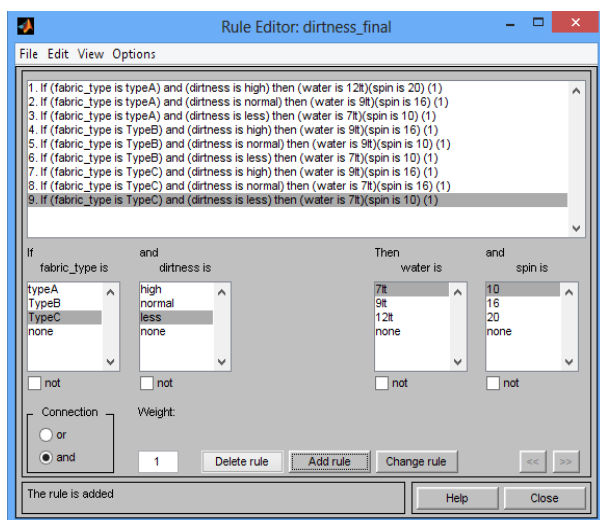 Rule Editor: dirtness_final
File Edit View Options
1. If (fabric_type is typeA) and (dirtness is high) then (water is 12lt)(spin is 20) (1)
2. If (fabric_type is typeA) and (dirtness is normal) then (water is 9lt)(spin is 16) (1)
3. If (fabric_type is typeA) and (dirtness is less) then (water is 7lt)(spin is 10) (1)
4. If (fabric_type is TypeB) and (dirtness is high) then (water is 9lt)(spin is 16) (1)
5. If (fabric_type is TypeB) and (dirtness is normal) then (water is 9lt)(spin is 10) (1)
6. If (fabric_type is TypeB) and (dirtness is less) then (water is 7lt)(spin is 10) (1)
7. If (fabric_type is TypeC) and (dirtness is high) then (water is 9lt)(spin is 16) (1)
8. If (fabric_type is TypeC) and (dirtness is normal) then (water is 7lt)(spin is 16) (1)
9. If (fabric_type is TypeC) and (dirtness is less) then (water is 7lt)(spin is 10) (1)
If and Then and
fabric_type is dirtness is water is spin is
typeA high 7lt 10
TypeB normal 9lt 16
TypeC less 12lt 20
none none none none
not not not not
Connection Weight:
or
and 1 Delete rule Add rule Change rule << >>
The rule is added Help Close